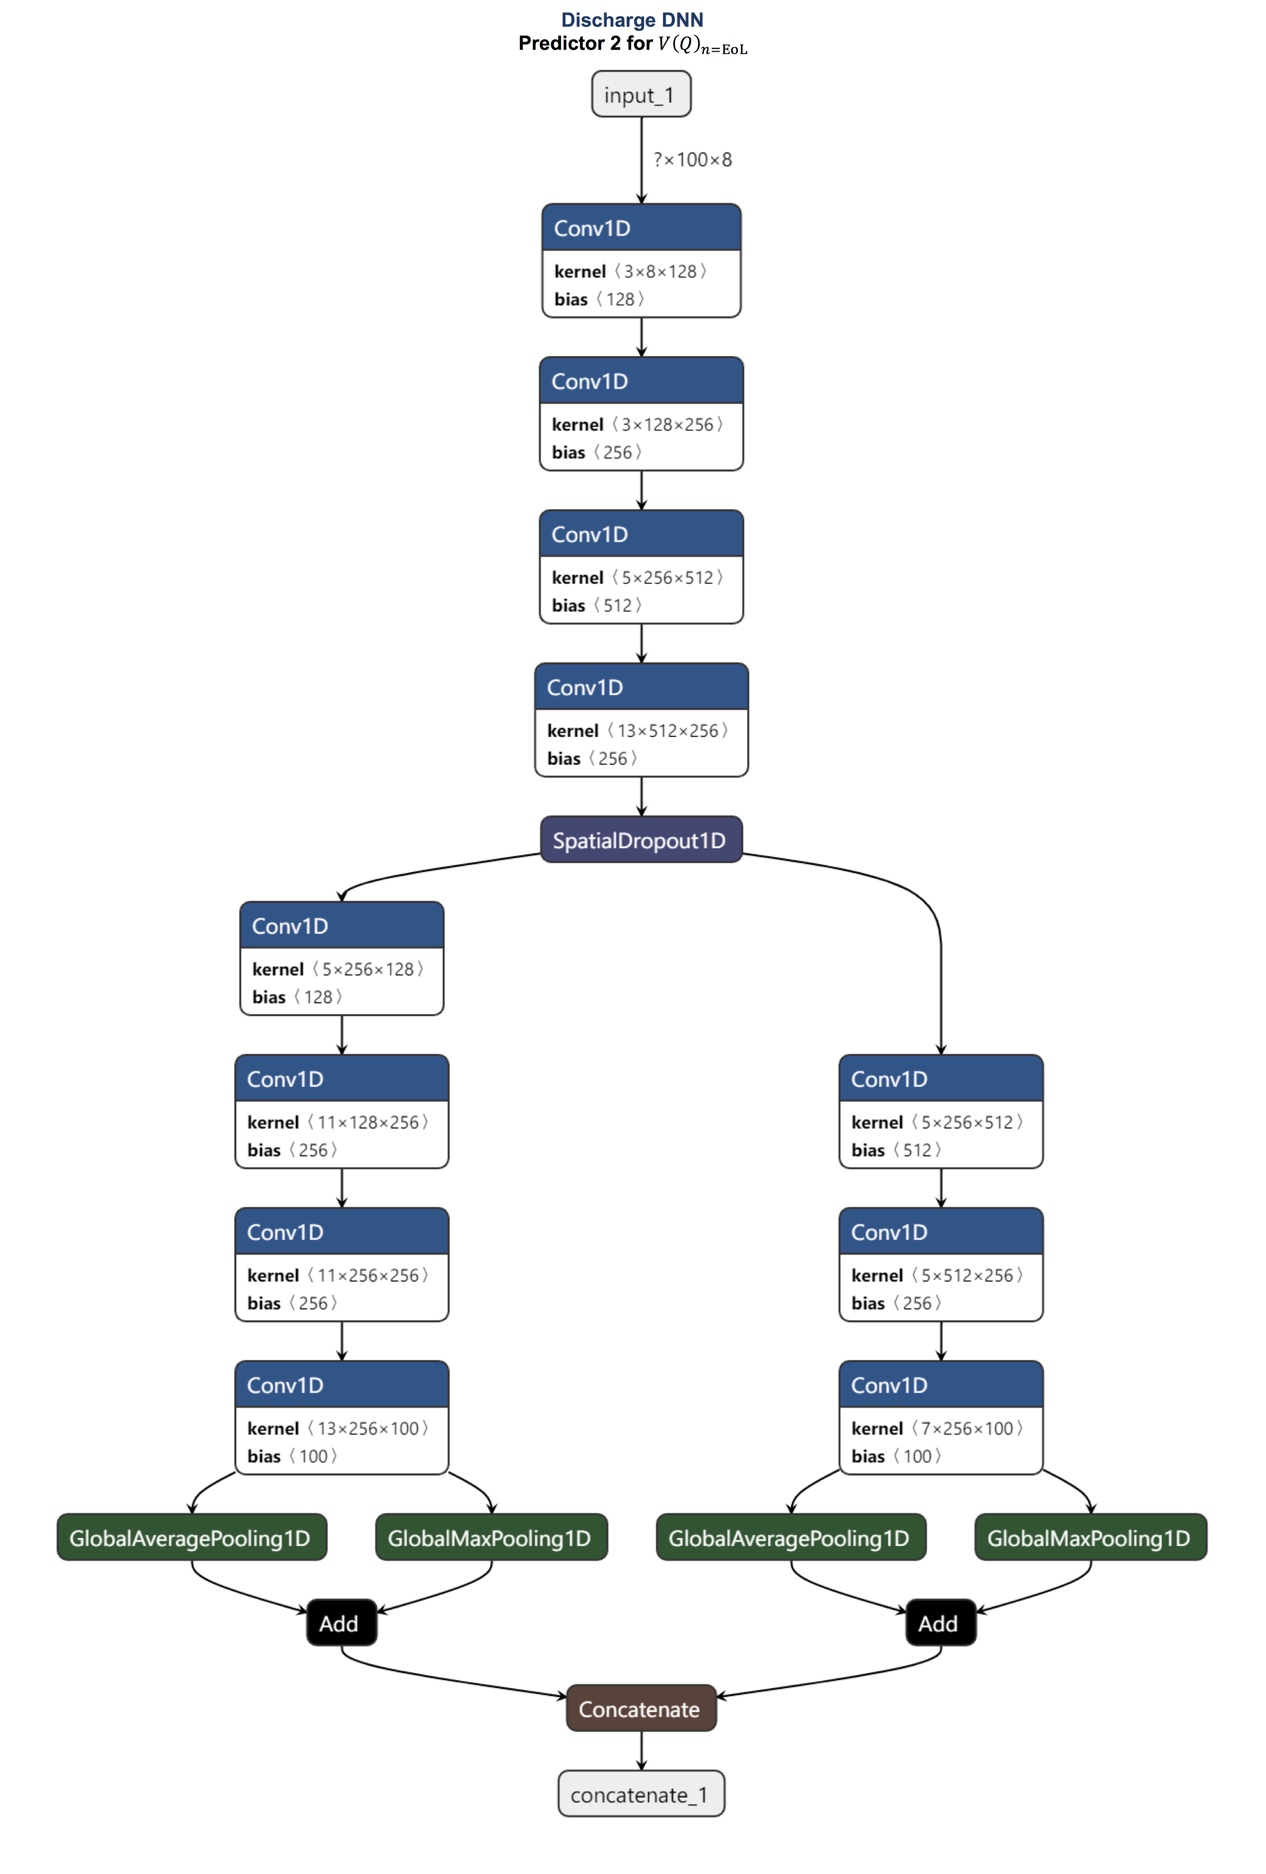 Discharge DNN
Predictor 2 for V(Q)n=EoL
input_1
?×100×8
Conv1D
kernel ⟨3×8×128⟩
bias ⟨128⟩
Conv1D
kernel ⟨3×128×256⟩
bias ⟨256⟩
Conv1D
kernel ⟨5×256×512⟩
bias ⟨512⟩
Conv1D
kernel ⟨13×512×256⟩
bias ⟨256⟩
SpatialDropout1D
Conv1D
kernel ⟨5×256×128⟩
bias ⟨128⟩
Conv1D
kernel ⟨11×128×256⟩
bias ⟨256⟩
Conv1D
kernel ⟨11×256×256⟩
bias ⟨256⟩
Conv1D
kernel ⟨13×256×100⟩
bias ⟨100⟩
GlobalAveragePooling1D
GlobalMaxPooling1D
Add
Conv1D
kernel ⟨5×256×512⟩
bias ⟨512⟩
Conv1D
kernel ⟨5×512×256⟩
bias ⟨256⟩
Conv1D
kernel ⟨7×256×100⟩
bias ⟨100⟩
GlobalAveragePooling1D
GlobalMaxPooling1D
Add
Concatenate
concatenate_1